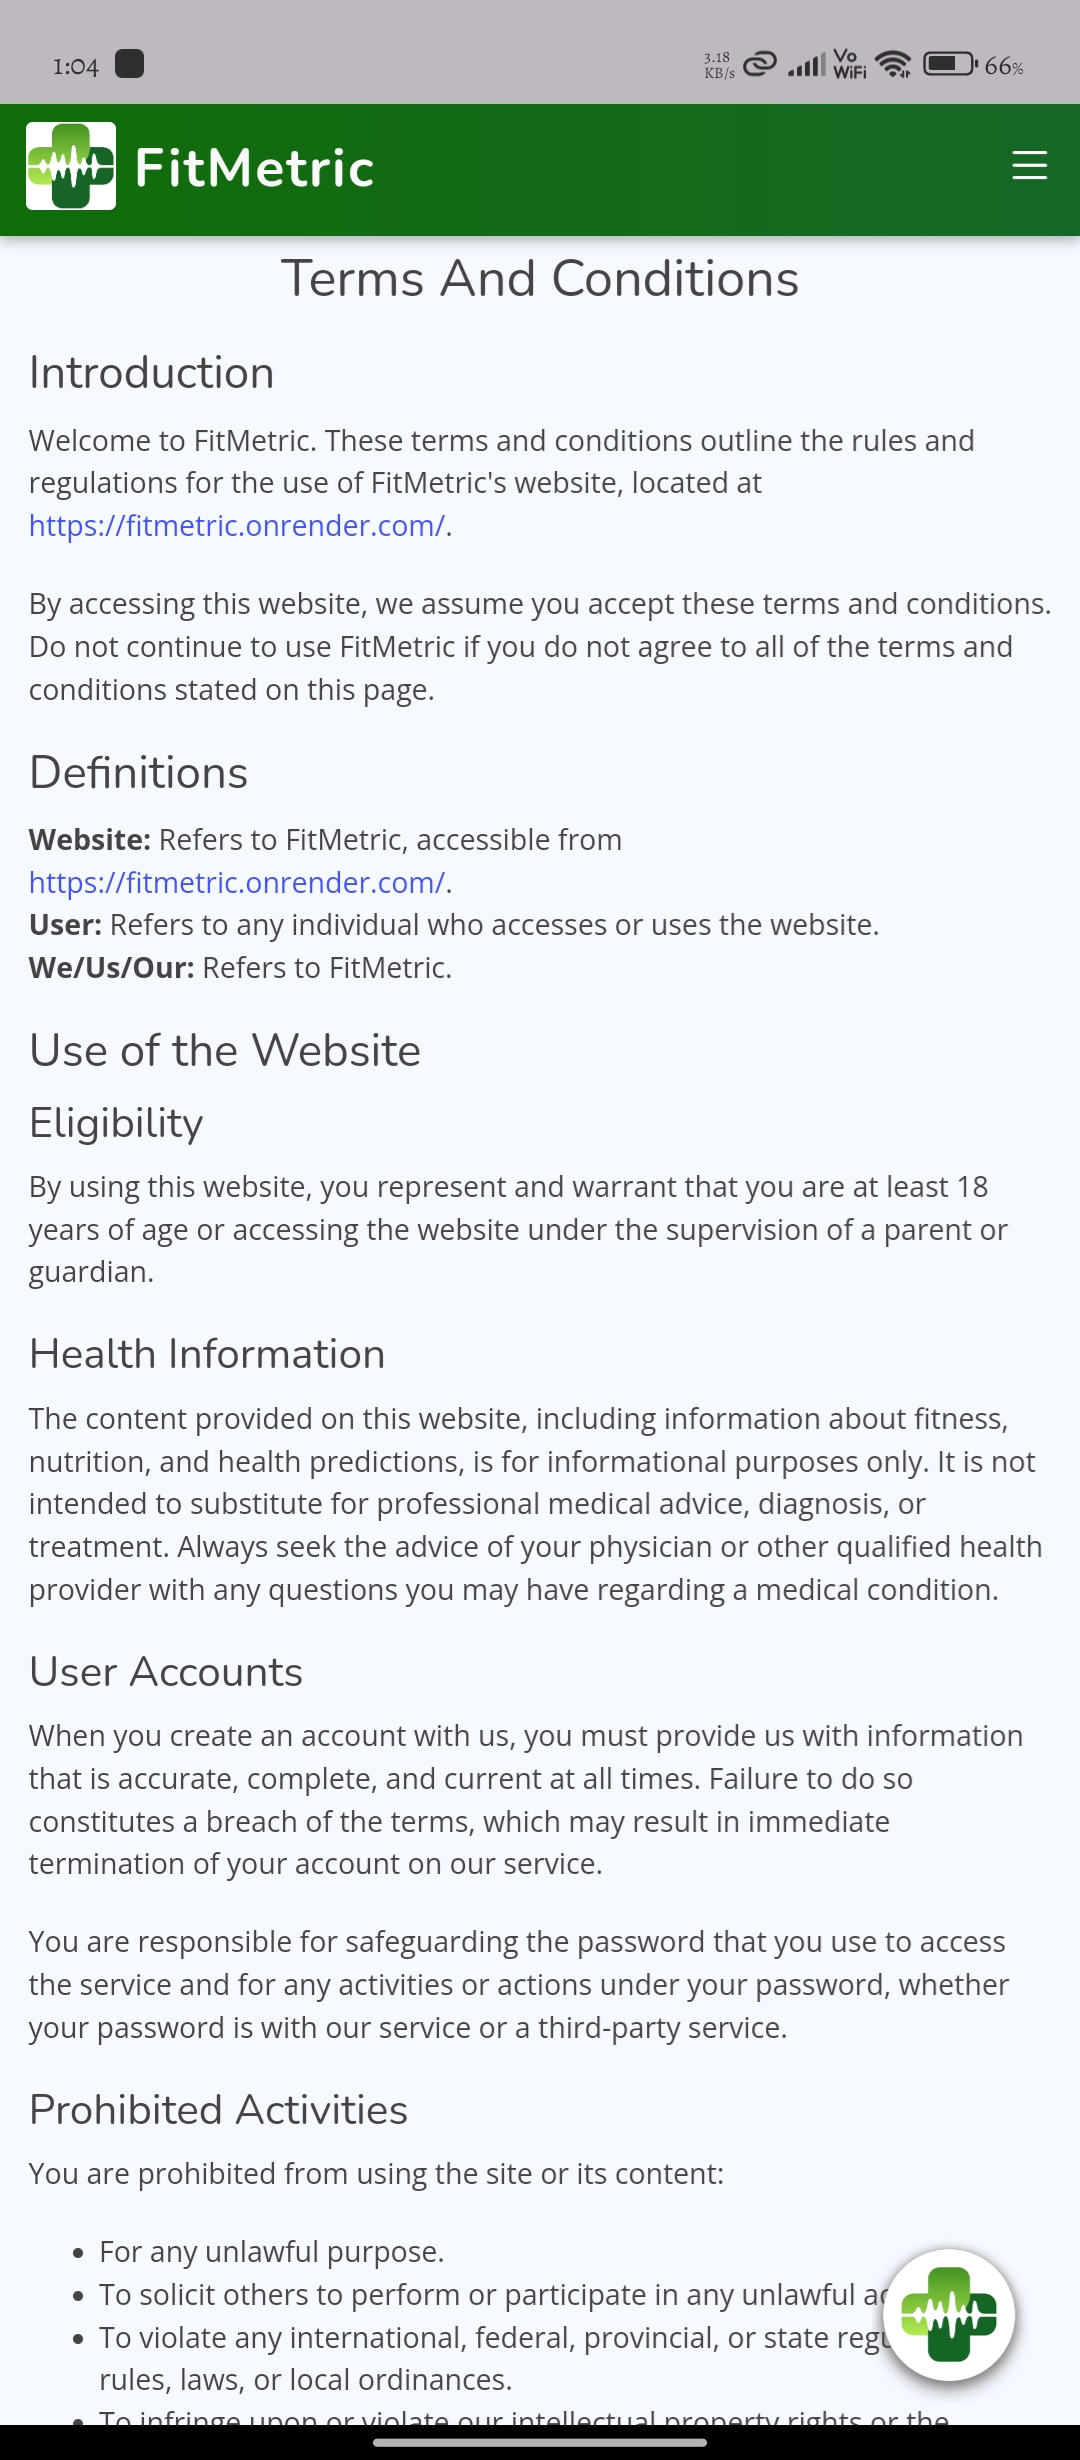 1:04
3.18
KB/s
Vo
WiFi
66%
FitMetric
Terms And Conditions
Introduction
Welcome to FitMetric. These terms and conditions outline the rules and
regulations for the use of FitMetric's website, located at
https://fitmetric.onrender.com/.
By accessing this website, we assume you accept these terms and conditions.
Do not continue to use FitMetric if you do not agree to all of the terms and
conditions stated on this page.
Definitions
Website: Refers to FitMetric, accessible from
https://fitmetric.onrender.com/.
User: Refers to any individual who accesses or uses the website.
We/Us/Our: Refers to FitMetric.
Use of the Website
Eligibility
By using this website, you represent and warrant that you are at least 18
years of age or accessing the website under the supervision of a parent or
guardian.
Health Information
The content provided on this website, including information about fitness,
nutrition, and health predictions, is for informational purposes only. It is not
intended to substitute for professional medical advice, diagnosis, or
treatment. Always seek the advice of your physician or other qualified health
provider with any questions you may have regarding a medical condition.
User Accounts
When you create an account with us, you must provide us with information
that is accurate, complete, and current at all times. Failure to do so
constitutes a breach of the terms, which may result in immediate
termination of your account on our service.
You are responsible for safeguarding the password that you use to access
the service and for any activities or actions under your password, whether
your password is with our service or a third-party service.
Prohibited Activities
You are prohibited from using the site or its content:
• For any unlawful purpose.
• To solicit others to perform or participate in any unlawful
• To violate any international, federal, provincial, or state
rules, laws, or local ordinances.
• To infringe upon or violate our intellectual property rights or the